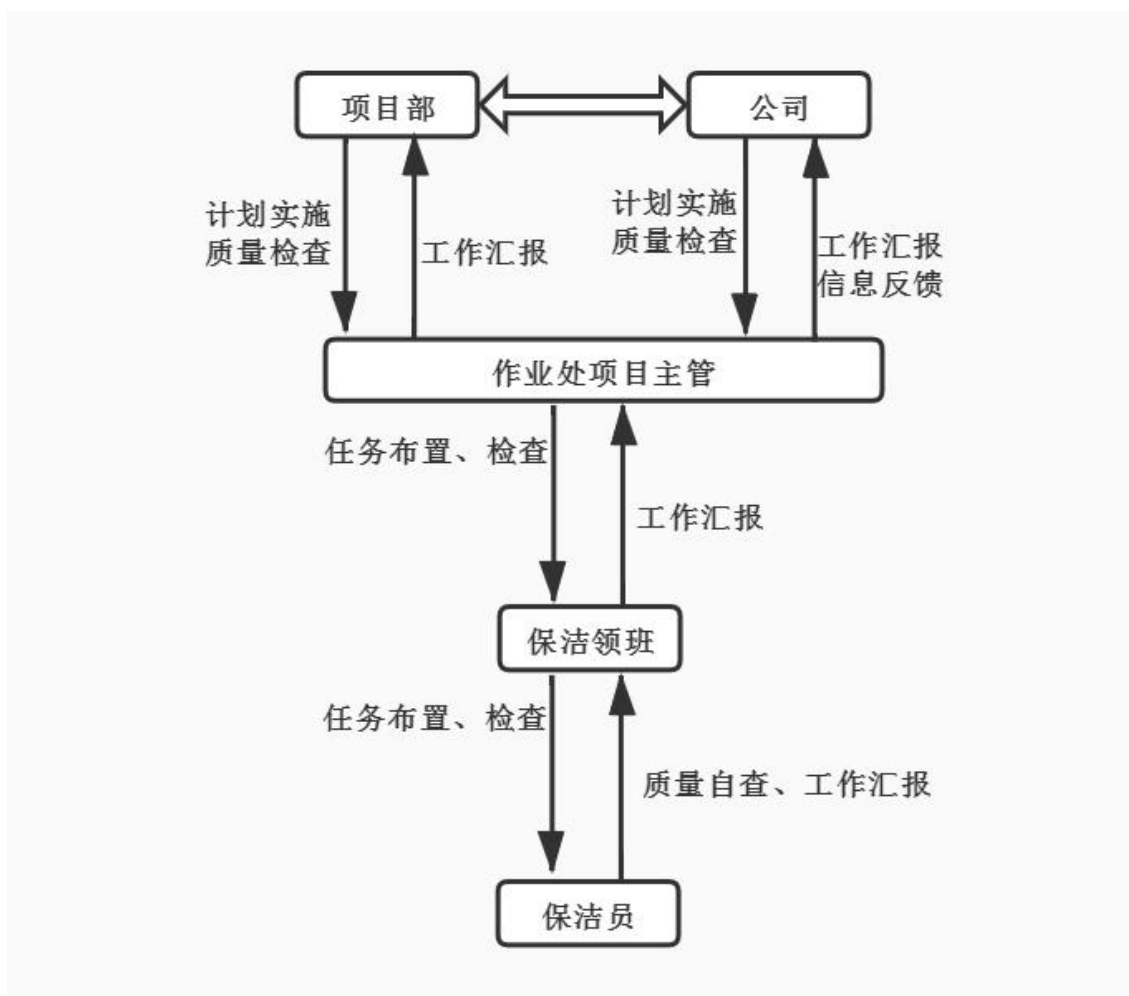 项目部
公司
计划实施
质量检查
工作汇报
计划实施
质量检查
工作汇报
信息反馈
作业处项目主管
任务布置、检查
工作汇报
保洁领班
任务布置、检查
质量自查、工作汇报
保洁员